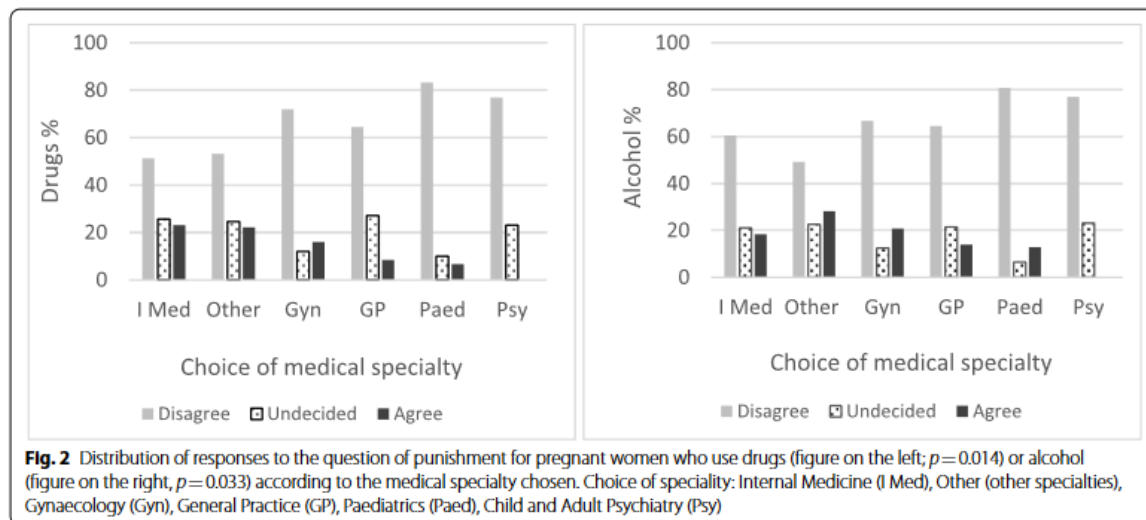 100
80
60
40
20
0
Drugs %
I Med Other Gyn GP Paed Psy
Choice of medical specialty
Disagree Undecided Agree
100
80
60
40
20
0
Alcohol %
I Med Other Gyn GP Paed Psy
Choice of medical specialty
Disagree Undecided Agree
Fig. 2 Distribution of responses to the question of punishment for pregnant women who use drugs (figure on the left; p = 0.014) or alcohol
(figure on the right, p = 0.033) according to the medical specialty chosen. Choice of speciality: Internal Medicine (I Med), Other (other specialties),
Gynaecology (Gyn), General Practice (GP), Paediatrics (Paed), Child and Adult Psychiatry (Psy)